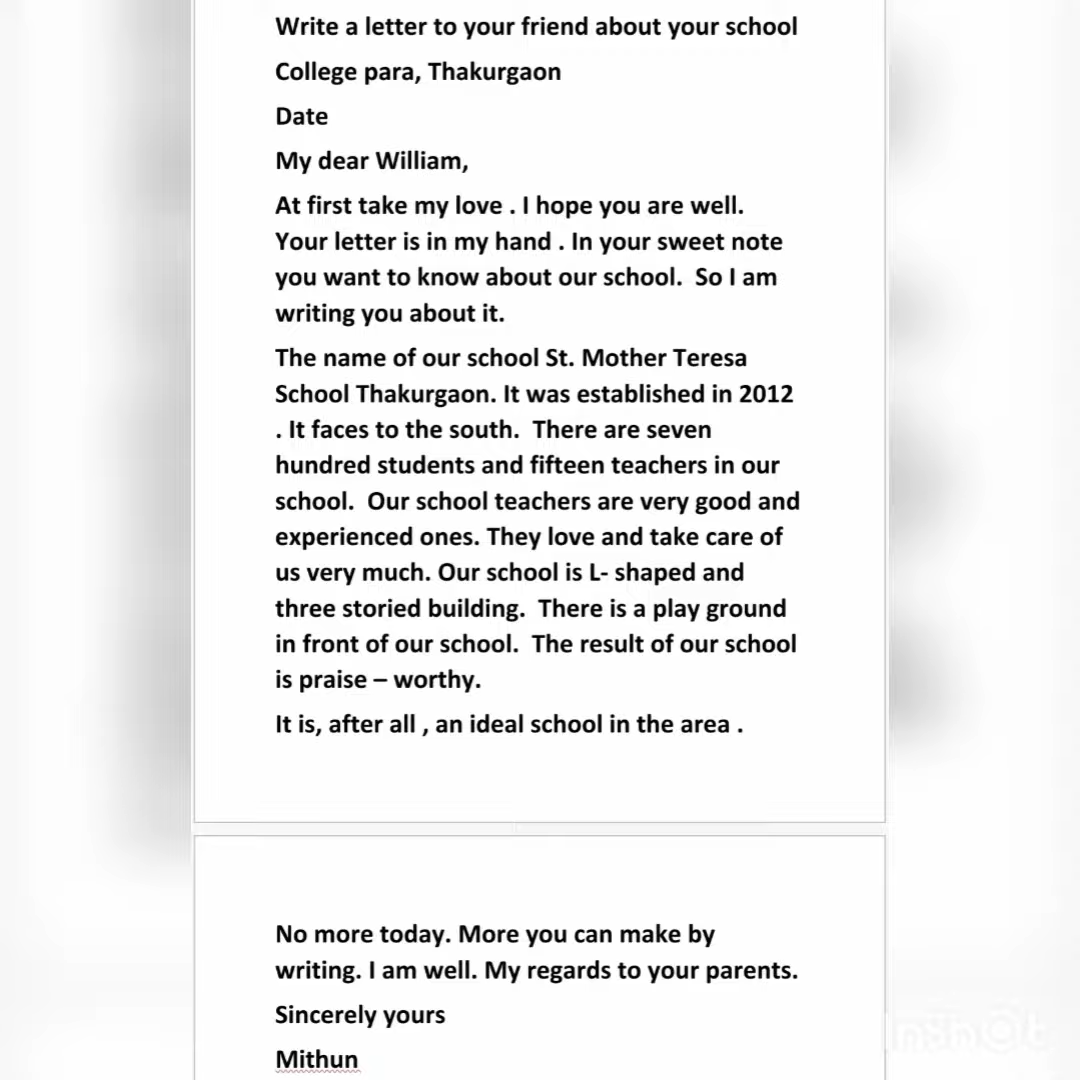 Write a letter to your friend about your school
College para, Thakurgaon
Date
My dear William,
At first take my love . I hope you are well.
Your letter is in my hand . In your sweet note
you want to know about our school.  So I am
writing you about it.
The name of our school St. Mother Teresa
School Thakurgaon. It was established in 2012
. It faces to the south.  There are seven
hundred students and fifteen teachers in our
school.  Our school teachers are very good and
experienced ones. They love and take care of
us very much. Our school is L- shaped and
three storied building.  There is a play ground
in front of our school.  The result of our school
is praise – worthy.
It is, after all , an ideal school in the area .
No more today. More you can make by
writing. I am well. My regards to your parents.
Sincerely yours
Mithun
InShOt